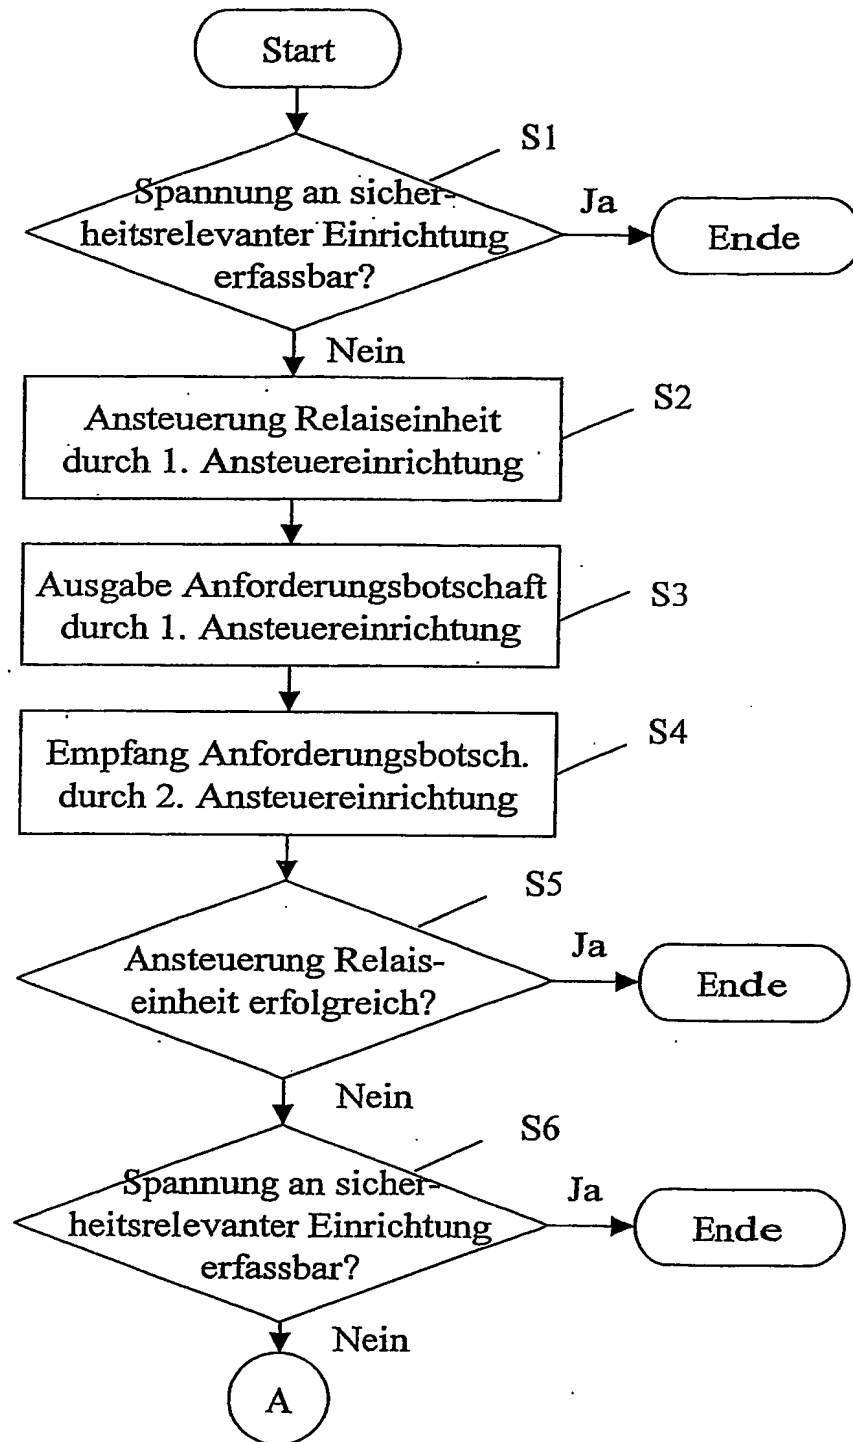 Start
S1
Spannung an sicher-
heitsrelevanter Einrichtung
erfassbar?
Ja
Ende
Nein
S2
Ansteuerung Relaiseinheit
durch 1. Ansteuereinrichtung
S3
Ausgabe Anforderungsbotschaft
durch 1. Ansteuereinrichtung
S4
Empfang Anforderungsbotsch.
durch 2. Ansteuereinrichtung
S5
Ansteuerung Relais-
einheit erfolgreich?
Ja
Ende
Nein
S6
Spannung an sicher-
heitsrelevanter Einrichtung
erfassbar?
Ja
Ende
Nein
A